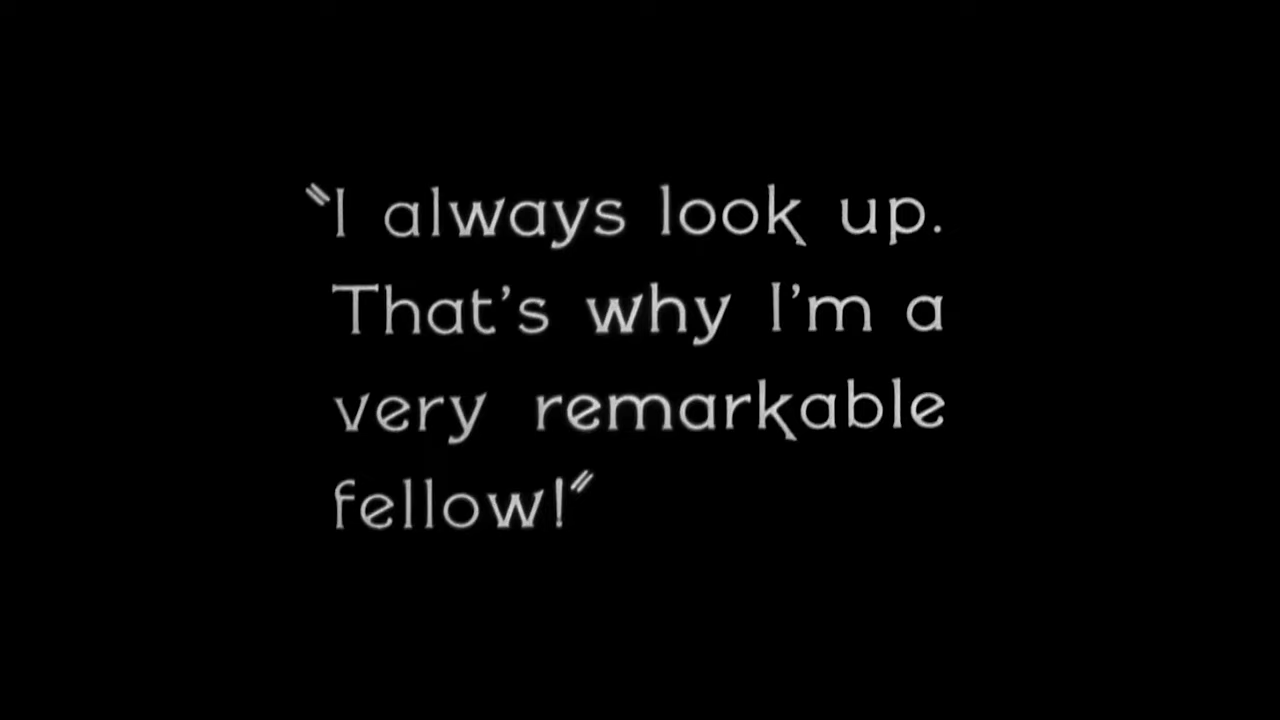 "I always look up.
That's why I'm a
very remarkable
fellow!"